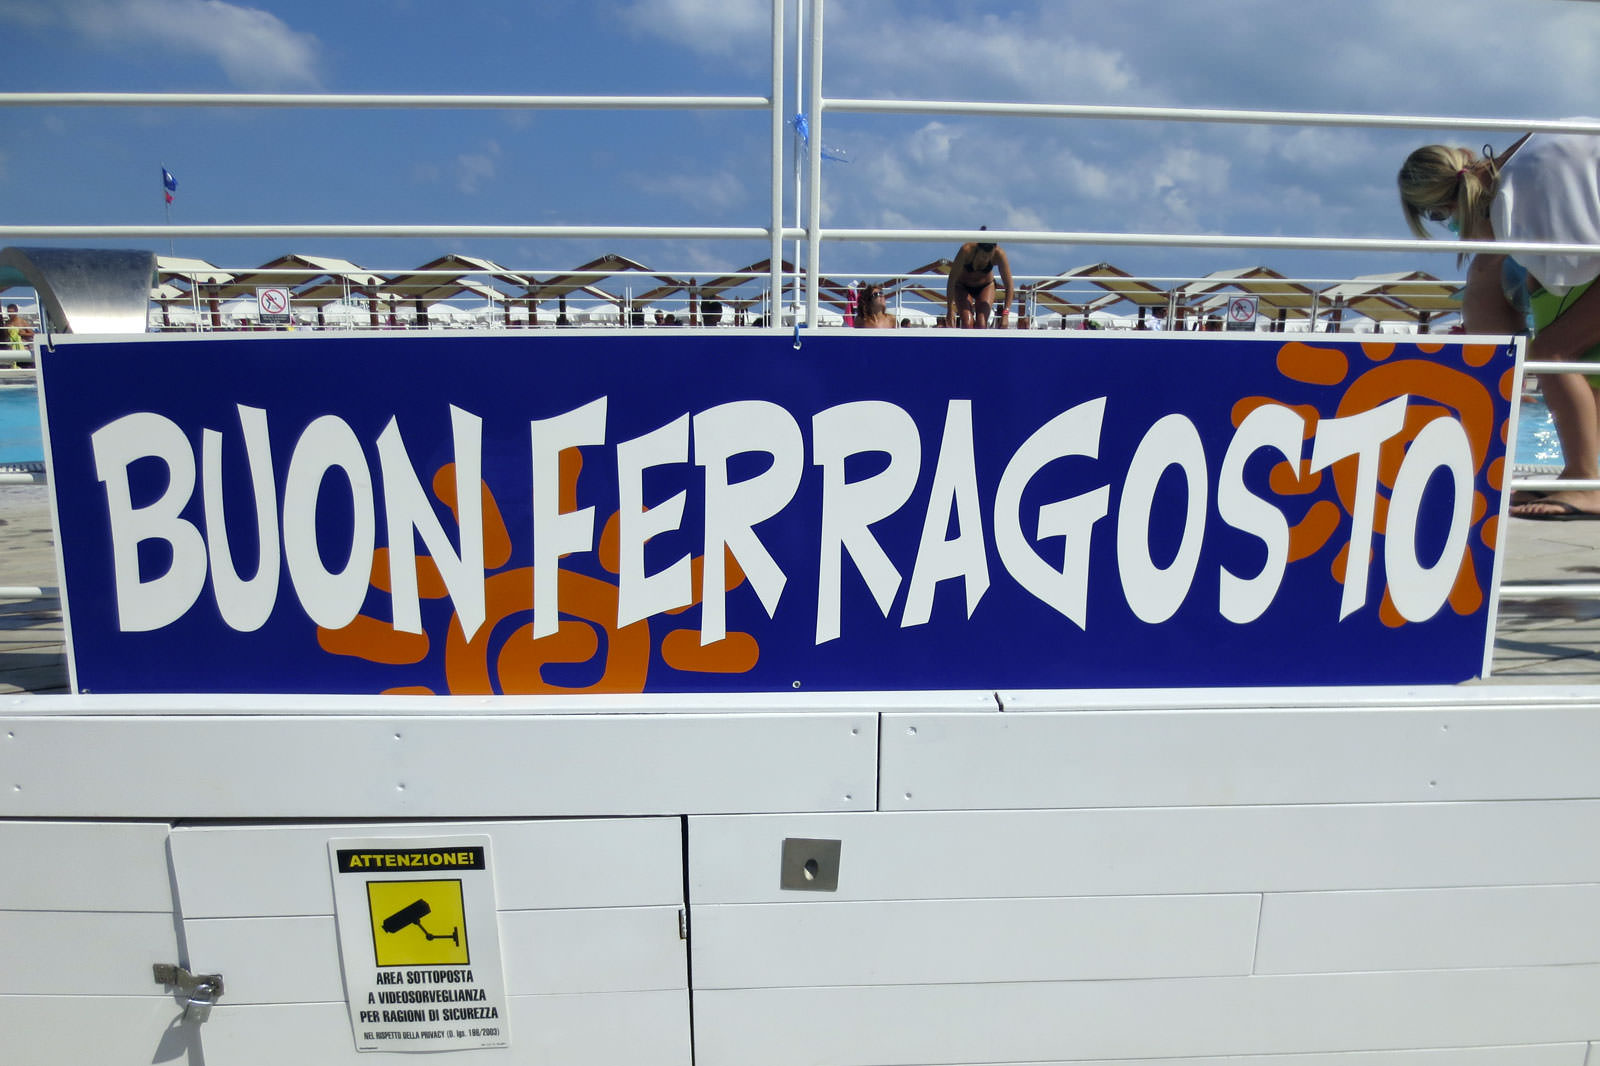 BUON FERRAGOSTO
ATTENZIONE!
AREA SOTTOPOSTA
A VIDEOSORVEGLIANZA
PER RAGIONI DI SICUREZZA
NEL RISPETTO DELLA PRIVACY (D. lgs. 196/2003)